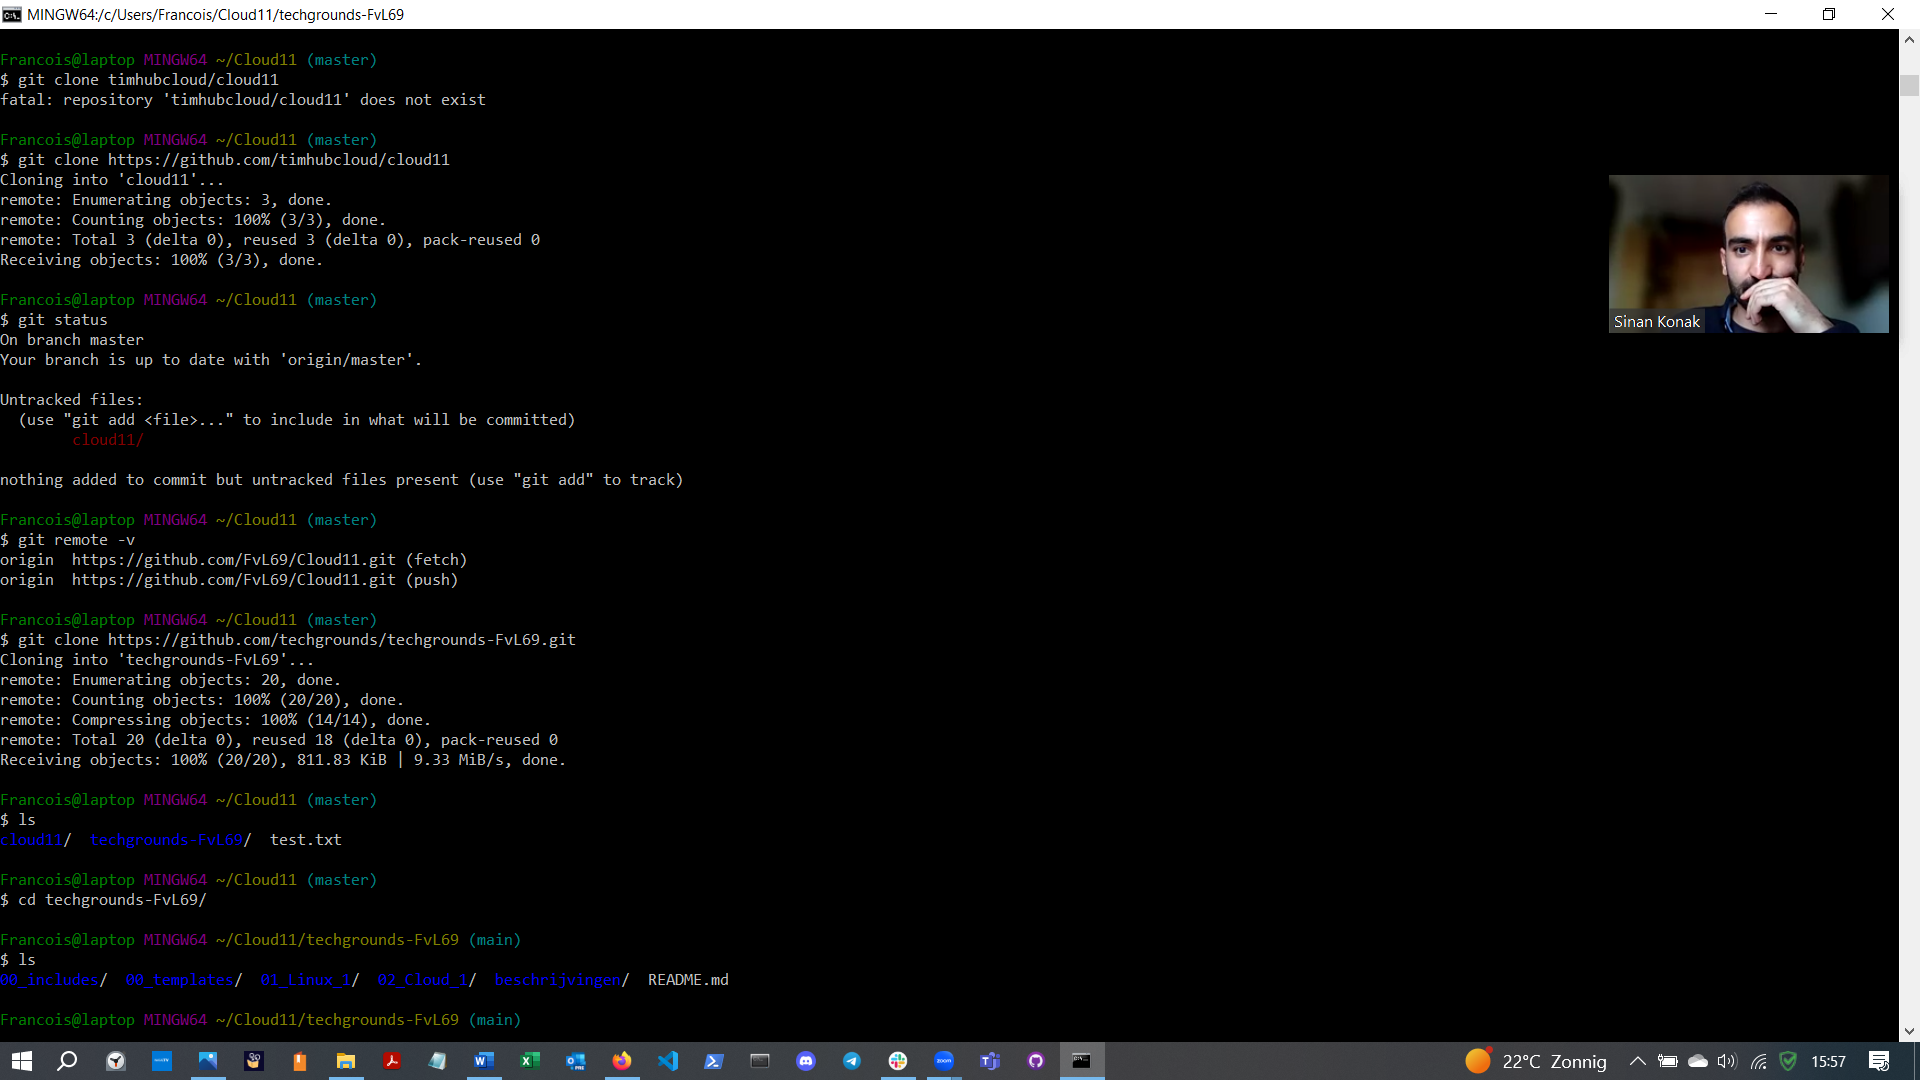 MINGW64:/c/Users/Francois/Cloud11/techgrounds-FvL69
Francois@laptop MINGW64 ~/Cloud11 (master)
$ git clone timhubcloud/cloud11
fatal: repository 'timhubcloud/cloud11' does not exist
Francois@laptop MINGW64 ~/Cloud11 (master)
$ git clone https://github.com/timhubcloud/cloud11
Cloning into 'cloud11'...
remote: Enumerating objects: 3, done.
remote: Counting objects: 100% (3/3), done.
remote: Total 3 (delta 0), reused 3 (delta 0), pack-reused 0
Receiving objects: 100% (3/3), done.
Francois@laptop MINGW64 ~/Cloud11 (master)
$ git status
On branch master
Your branch is up to date with 'origin/master'.
Untracked files:
  (use "git add <file>..." to include in what will be committed)
        cloud11/
nothing added to commit but untracked files present (use "git add" to track)
Francois@laptop MINGW64 ~/Cloud11 (master)
$ git remote -v
origin  https://github.com/FvL69/Cloud11.git (fetch)
origin  https://github.com/FvL69/Cloud11.git (push)
Francois@laptop MINGW64 ~/Cloud11 (master)
$ git clone https://github.com/techgrounds/techgrounds-FvL69.git
Cloning into 'techgrounds-FvL69'...
remote: Enumerating objects: 20, done.
remote: Counting objects: 100% (20/20), done.
remote: Compressing objects: 100% (14/14), done.
remote: Total 20 (delta 0), reused 18 (delta 0), pack-reused 0
Receiving objects: 100% (20/20), 811.83 KiB | 9.33 MiB/s, done.
Francois@laptop MINGW64 ~/Cloud11 (master)
$ ls
cloud11/  techgrounds-FvL69/  test.txt
Francois@laptop MINGW64 ~/Cloud11 (master)
$ cd techgrounds-FvL69/
Francois@laptop MINGW64 ~/Cloud11/techgrounds-FvL69 (main)
$ ls
00_includes/  00_templates/  01_Linux_1/  02_Cloud_1/  beschrijvingen/  README.md
Francois@laptop MINGW64 ~/Cloud11/techgrounds-FvL69 (main)
Sinan Konak
22°C Zonnig
15:57